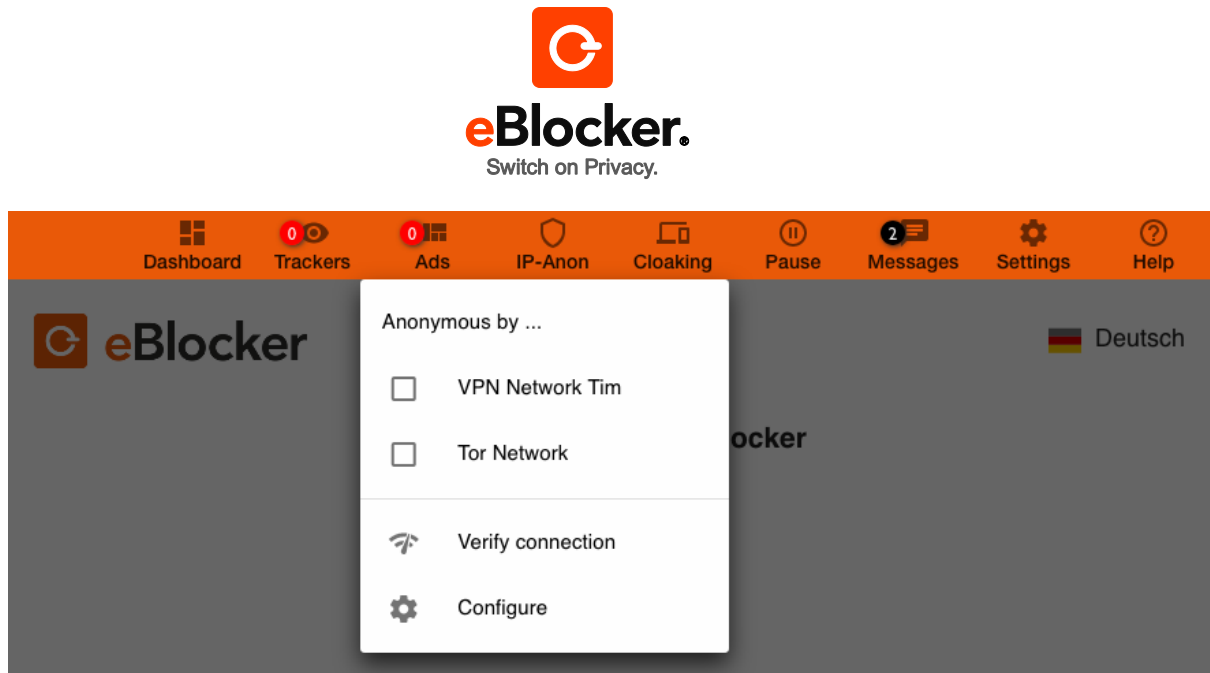 eBlocker®
Switch on Privacy.
0 0 2
Dashboard Trackers Ads IP-Anon Cloaking Pause Messages Settings Help
eBlocker
Deutsch
Anonymous by ...
VPN Network Tim
ocker
Tor Network
Verify connection
Configure